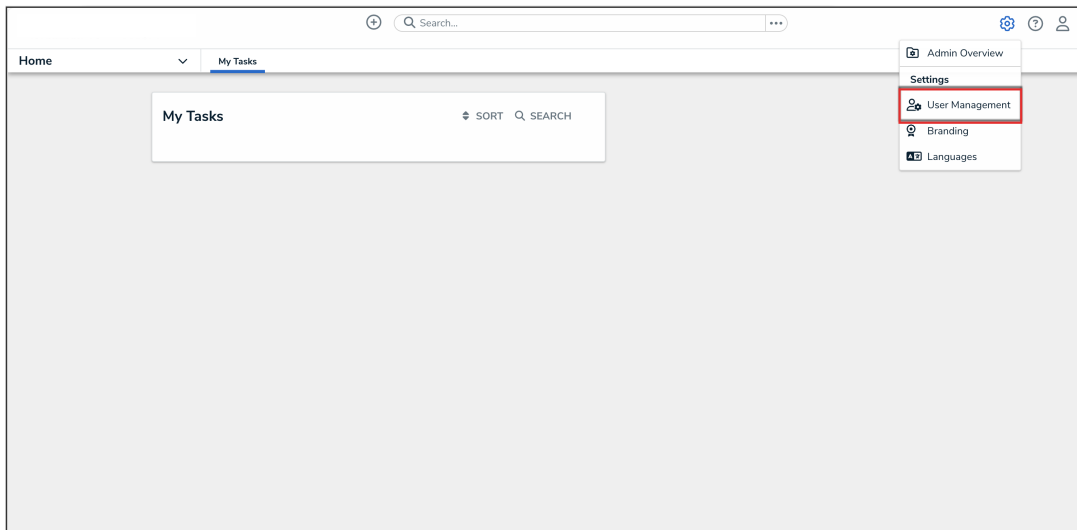 Search...
Home
My Tasks
Admin Overview
Settings
User Management
Branding
Languages
My Tasks
SORT
SEARCH